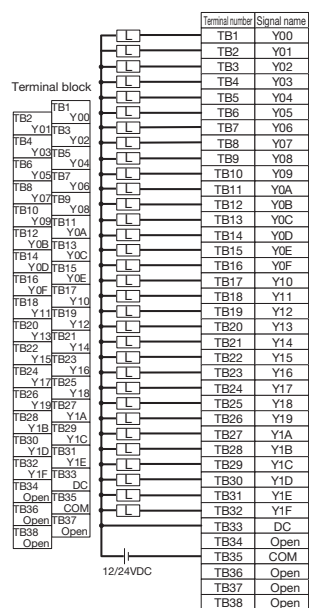 Terminal number Signal name
L TB1 Y00
L TB2 Y01
L TB3 Y02
L TB4 Y03
L TB5 Y04
L TB6 Y05
L TB7 Y06
L TB8 Y07
L TB9 Y08
L TB10 Y09
L TB11 Y0A
L TB12 Y0B
L TB13 Y0C
L TB14 Y0D
L TB15 Y0E
L TB16 Y0F
L TB17 Y10
L TB18 Y11
L TB19 Y12
L TB20 Y13
L TB21 Y14
L TB22 Y15
L TB23 Y16
L TB24 Y17
L TB25 Y18
L TB26 Y19
L TB27 Y1A
L TB28 Y1B
L TB29 Y1C
L TB30 Y1D
L TB31 Y1E
L TB32 Y1F
TB33 DC
TB34 Open
TB35 COM
TB36 Open
TB37 Open
TB38 Open
12/24VDC
Terminal block
TB1
Y00
TB2
Y01
TB3
Y02
TB4
Y03
TB5
Y04
TB6
Y05
TB7
Y06
TB8
Y07
TB9
Y08
TB10
Y09
TB11
Y0A
TB12
Y0B
TB13
Y0C
TB14
Y0D
TB15
Y0E
TB16
Y0F
TB17
Y10
TB18
Y11
TB19
Y12
TB20
Y13
TB21
Y14
TB22
Y15
TB23
Y16
TB24
Y17
TB25
Y18
TB26
Y19
TB27
Y1A
TB28
Y1B
TB29
Y1C
TB30
Y1D
TB31
Y1E
TB32
Y1F
TB33
DC
TB34
Open
TB35
COM
TB36
Open
TB37
Open
TB38
Open